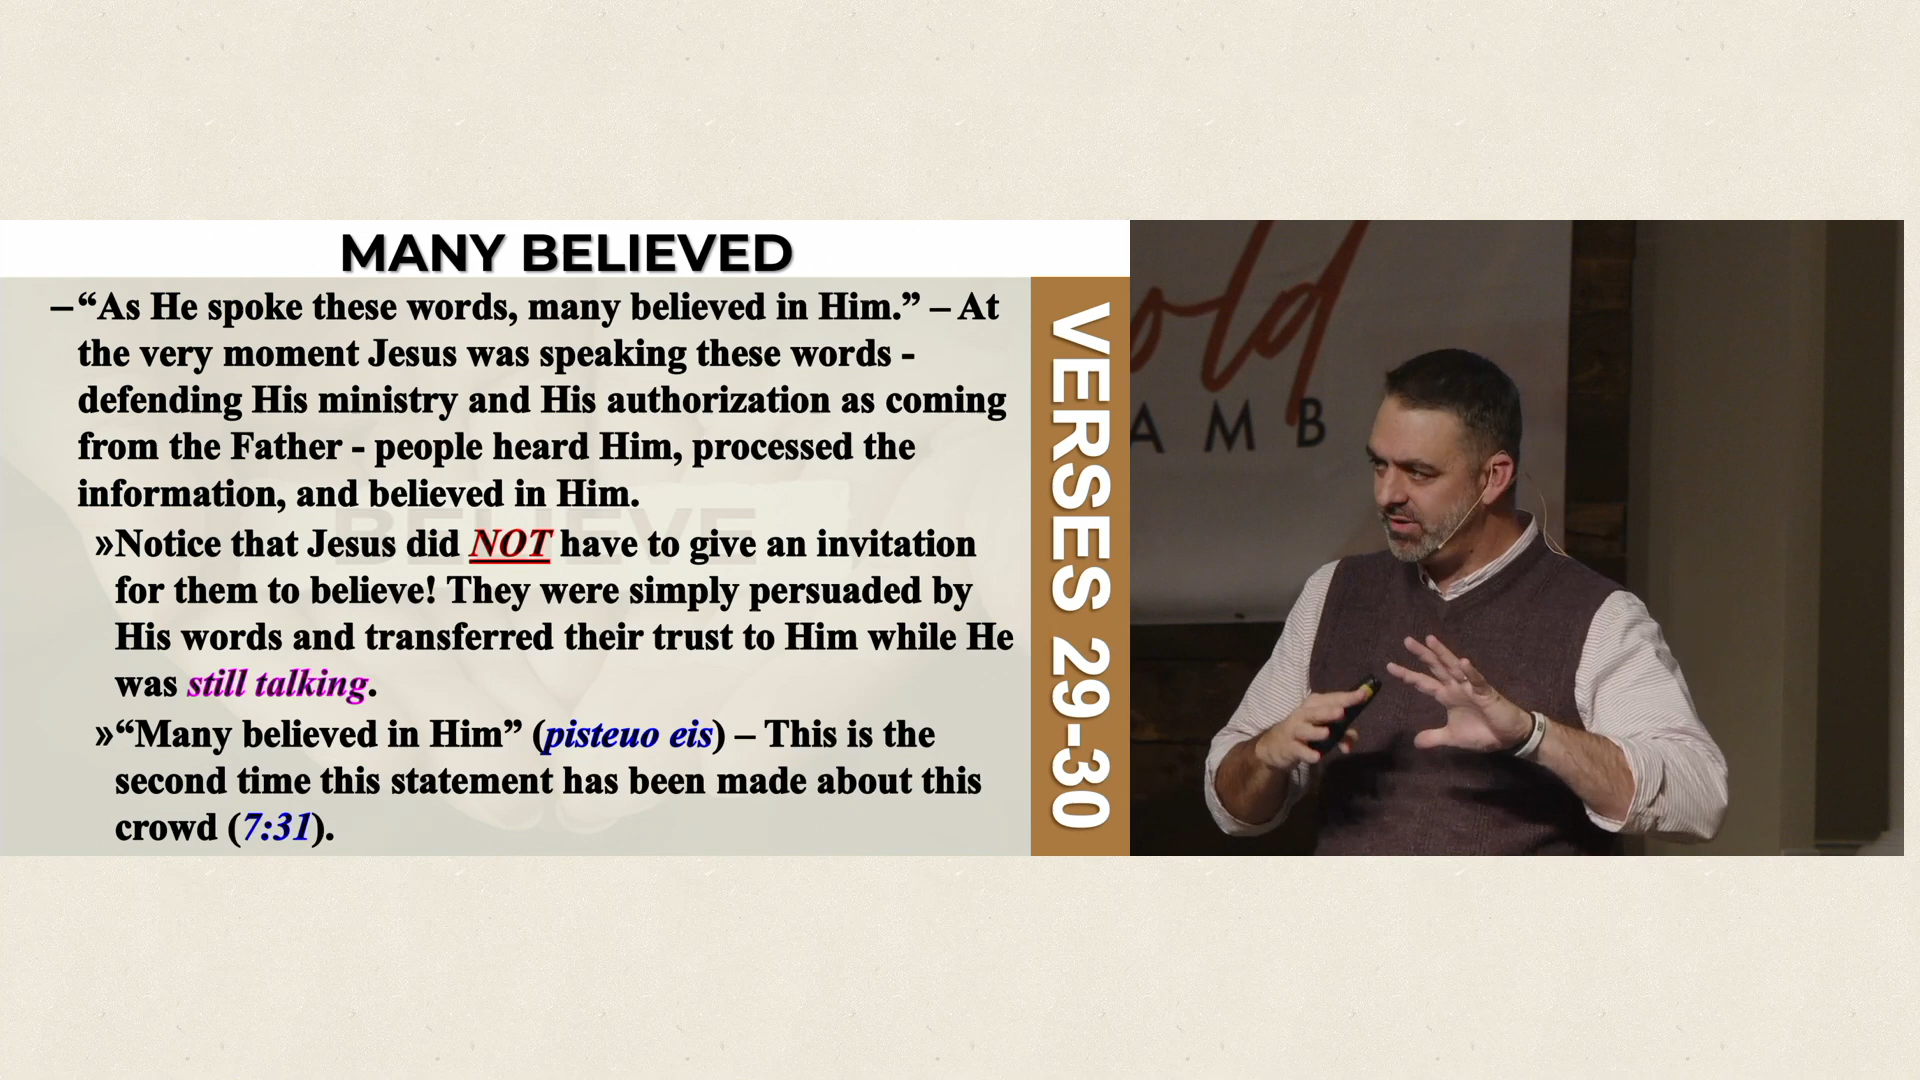 MANY BELIEVED
– “As He spoke these words, many believed in Him.” – At
the very moment Jesus was speaking these words -
defending His ministry and His authorization as coming
from the Father - people heard Him, processed the
information, and believed in Him.
»Notice that Jesus did NOT have to give an invitation
for them to believe! They were simply persuaded by
His words and transferred their trust to Him while He
was still talking.
»“Many believed in Him” (pisteuo eis) – This is the
second time this statement has been made about this
crowd (7:31).
BELIEVE
VERSES 29-30
old
AMB